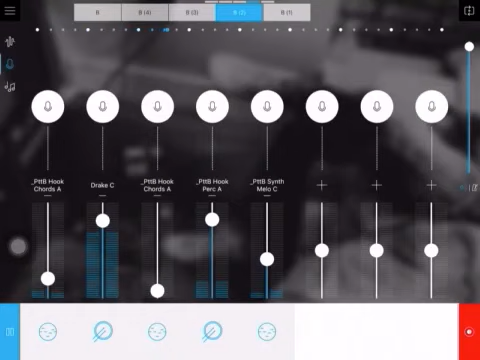 B
B (4)
B (3)
B (2)
B (1)
_PttB Hook
Chords A
Drake C
_PttB Hook
Chords A
_PttB Hook
Perc A
_PttB Synth
Melo C